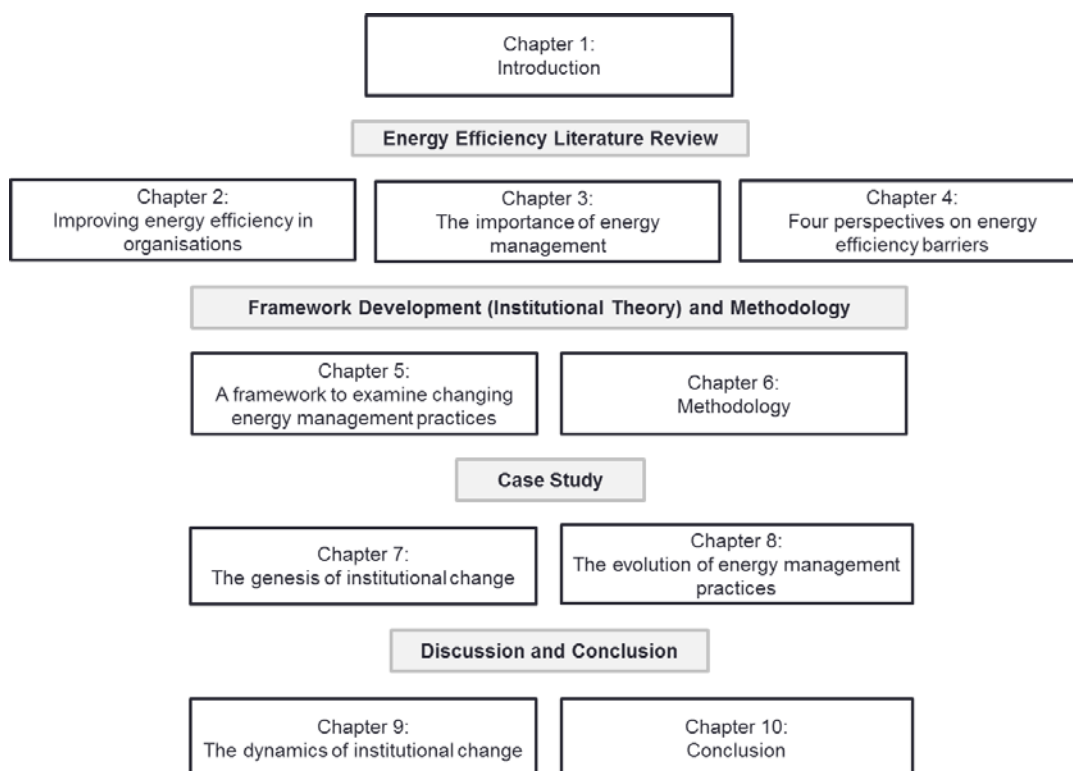 Chapter 1:
Introduction
Energy Efficiency Literature Review
Chapter 2:
Improving energy efficiency in
organisations
Chapter 3:
The importance of energy
management
Chapter 4:
Four perspectives on energy
efficiency barriers
Framework Development (Institutional Theory) and Methodology
Chapter 5:
A framework to examine changing
energy management practices
Chapter 6:
Methodology
Case Study
Chapter 7:
The genesis of institutional change
Chapter 8:
The evolution of energy management
practices
Discussion and Conclusion
Chapter 9:
The dynamics of institutional change
Chapter 10:
Conclusion